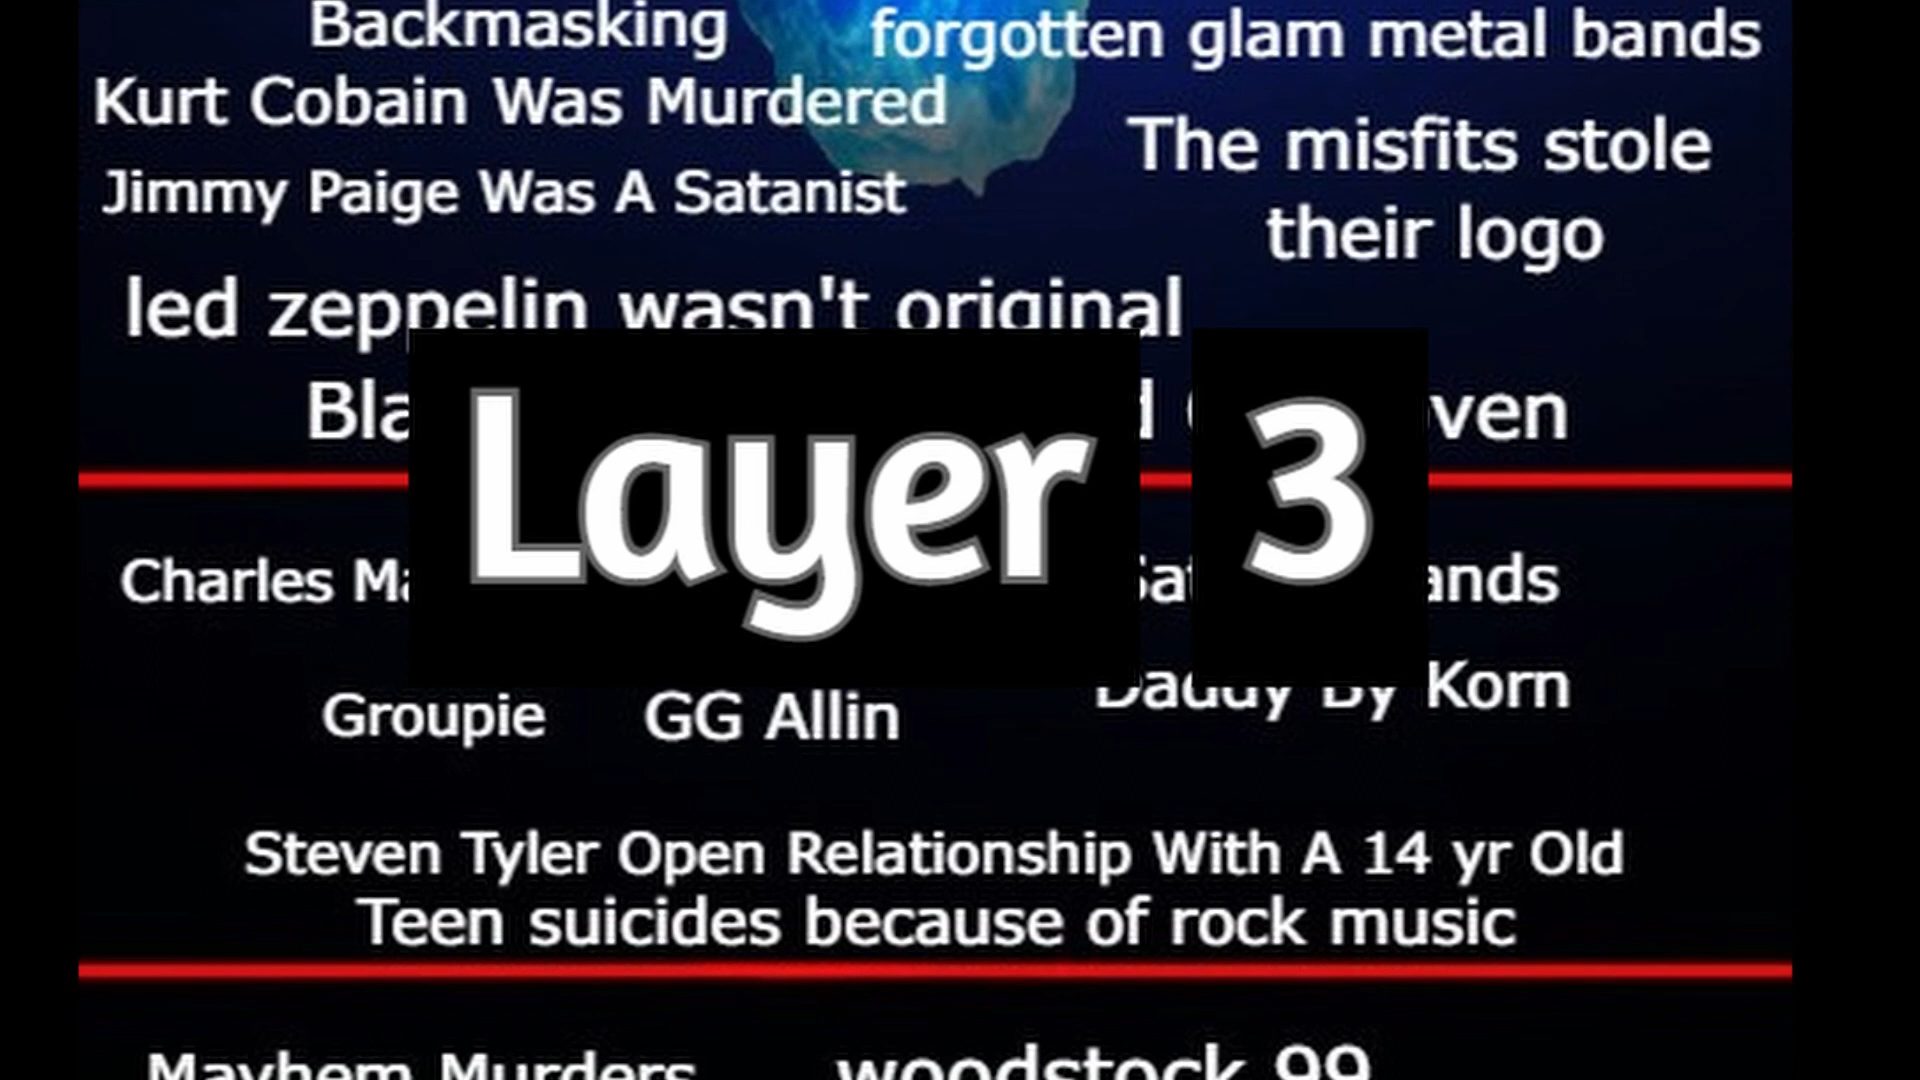 Backmasking
forgotten glam metal bands
Kurt Cobain Was Murdered
The misfits stole
their logo
Jimmy Paige Was A Satanist
led zeppelin wasn't original
Layer 3
Charles
Groupie
GG Allin
Daddy By Korn
Steven Tyler Open Relationship With A 14 yr Old
Teen suicides because of rock music
Mayhem Murders
woodstock 99